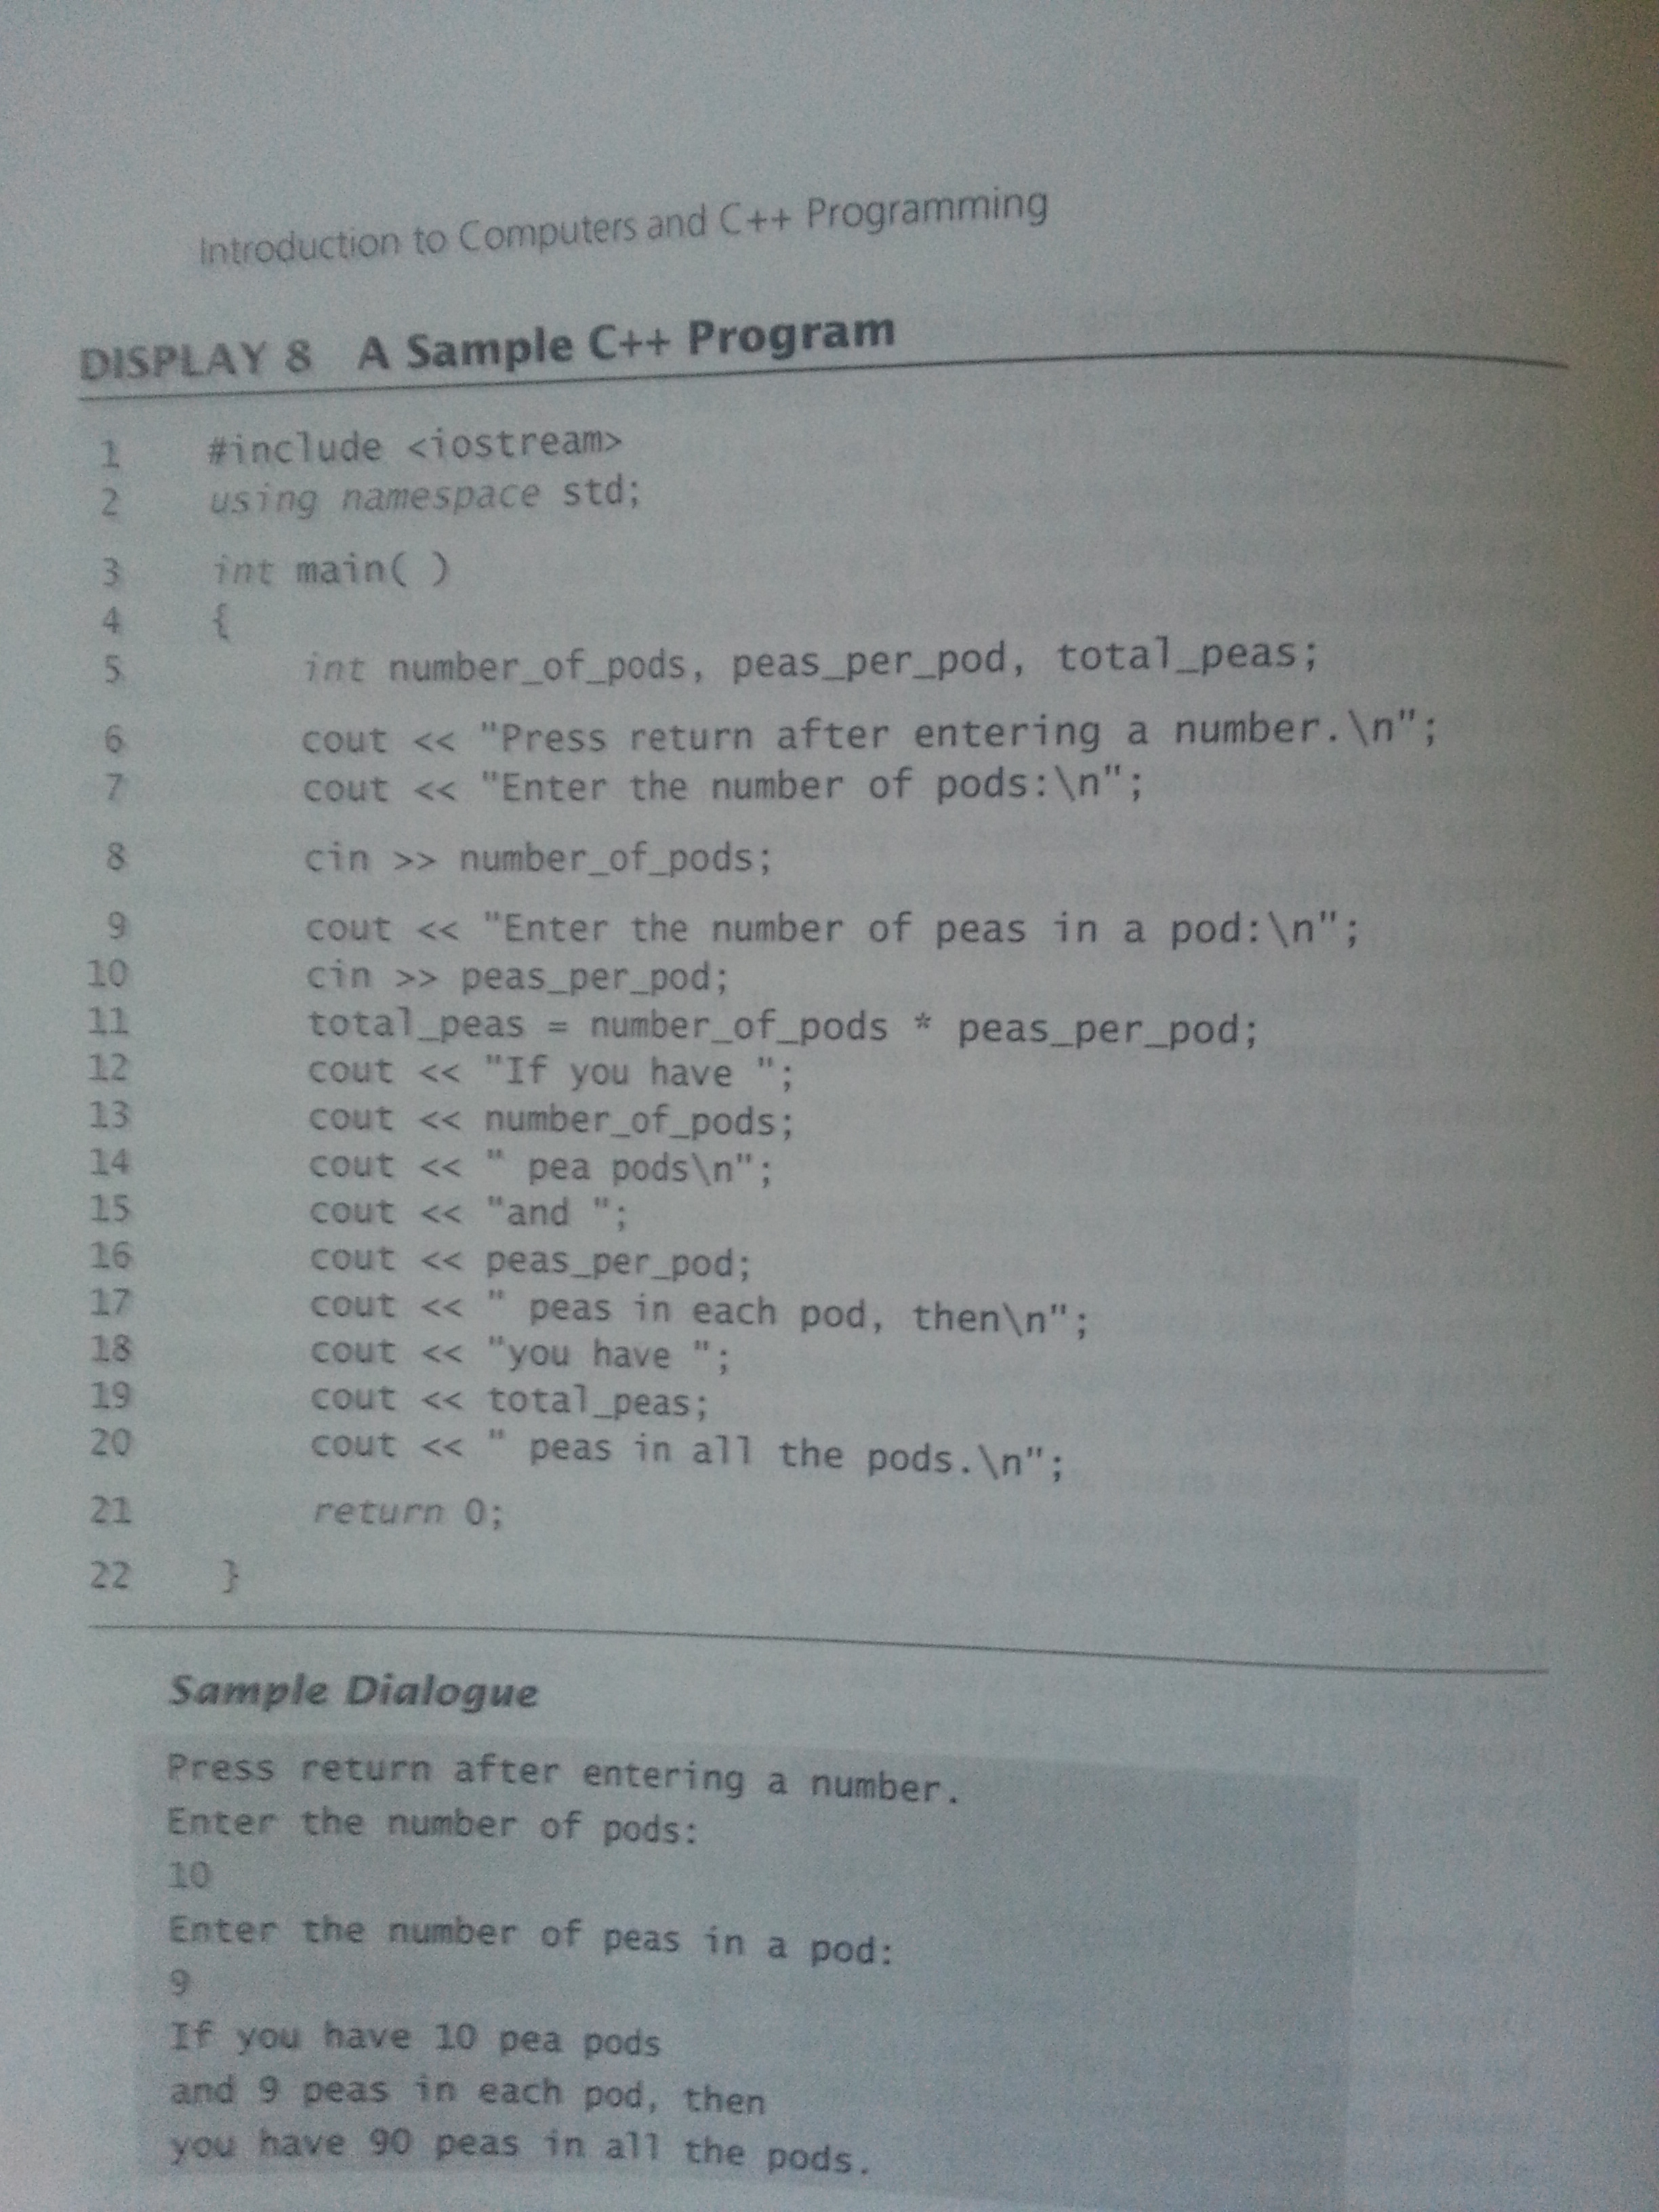 Introduction to Computers and C++ Programming
DISPLAY 8 A Sample C++ Program
1 #include <iostream>
2 using namespace std;
3 int main( )
4 {
5 int number_of_pods, peas_per_pod, total_peas;
6 cout << "Press return after entering a number.\n";
7 cout << "Enter the number of pods:\n";
8 cin >> number_of_pods;
9 cout << "Enter the number of peas in a pod:\n";
10 cin >> peas_per_pod;
11 total_peas = number_of_pods * peas_per_pod;
12 cout << "If you have ";
13 cout << number_of_pods;
14 cout << " pea pods\n";
15 cout << "and ";
16 cout << peas_per_pod;
17 cout << " peas in each pod, then\n";
18 cout << "you have ";
19 cout << total_peas;
20 cout << " peas in all the pods.\n";
21 return 0;
22 }
Sample Dialogue
Press return after entering a number.
Enter the number of pods:
10
Enter the number of peas in a pod:
9
If you have 10 pea pods
and 9 peas in each pod, then
you have 90 peas in all the pods.